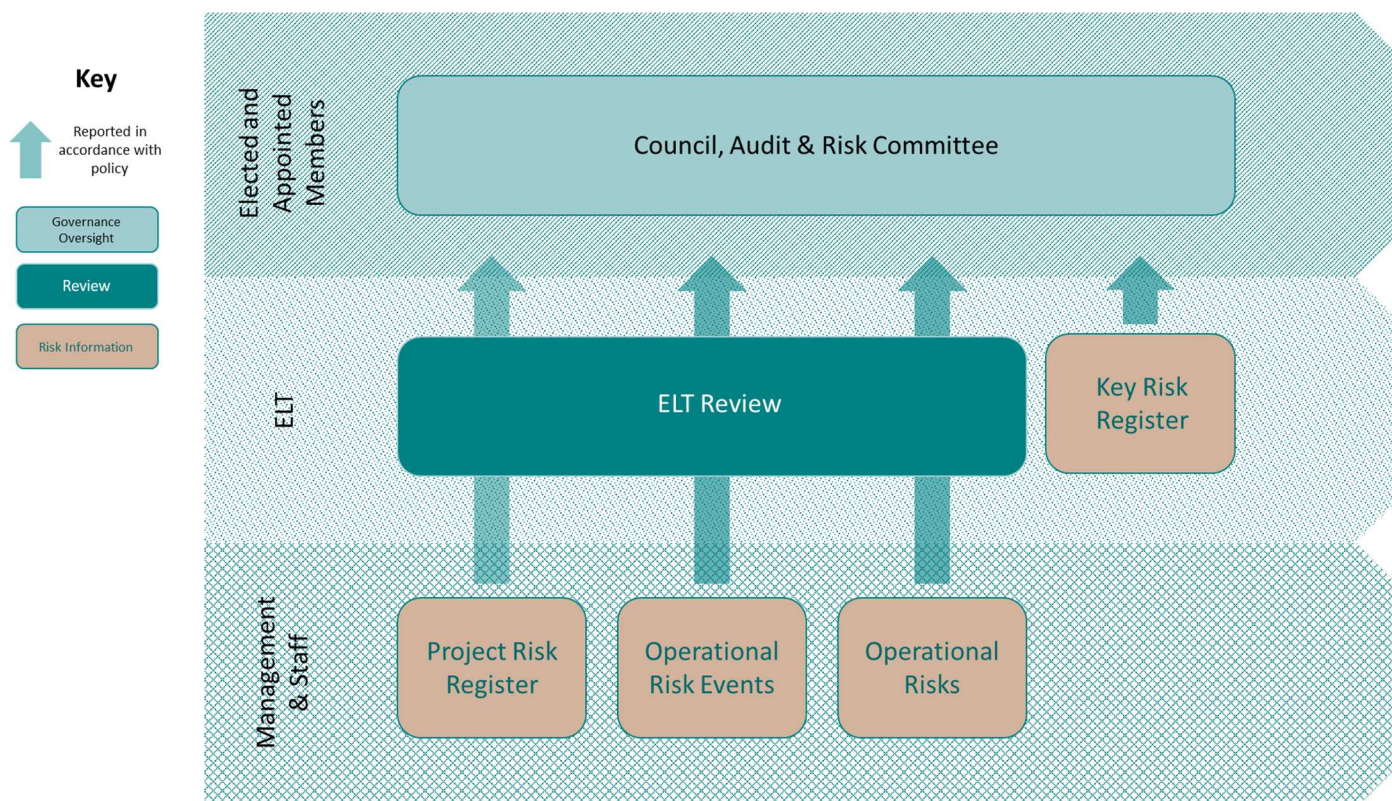 Key
Reported in
accordance with
policy
Governance
Oversight
Review
Risk Information
Elected and
Appointed
Members
Council, Audit & Risk Committee
ELT
ELT Review
Key Risk
Register
Management
& Staff
Project Risk
Register
Operational
Risk Events
Operational
Risks